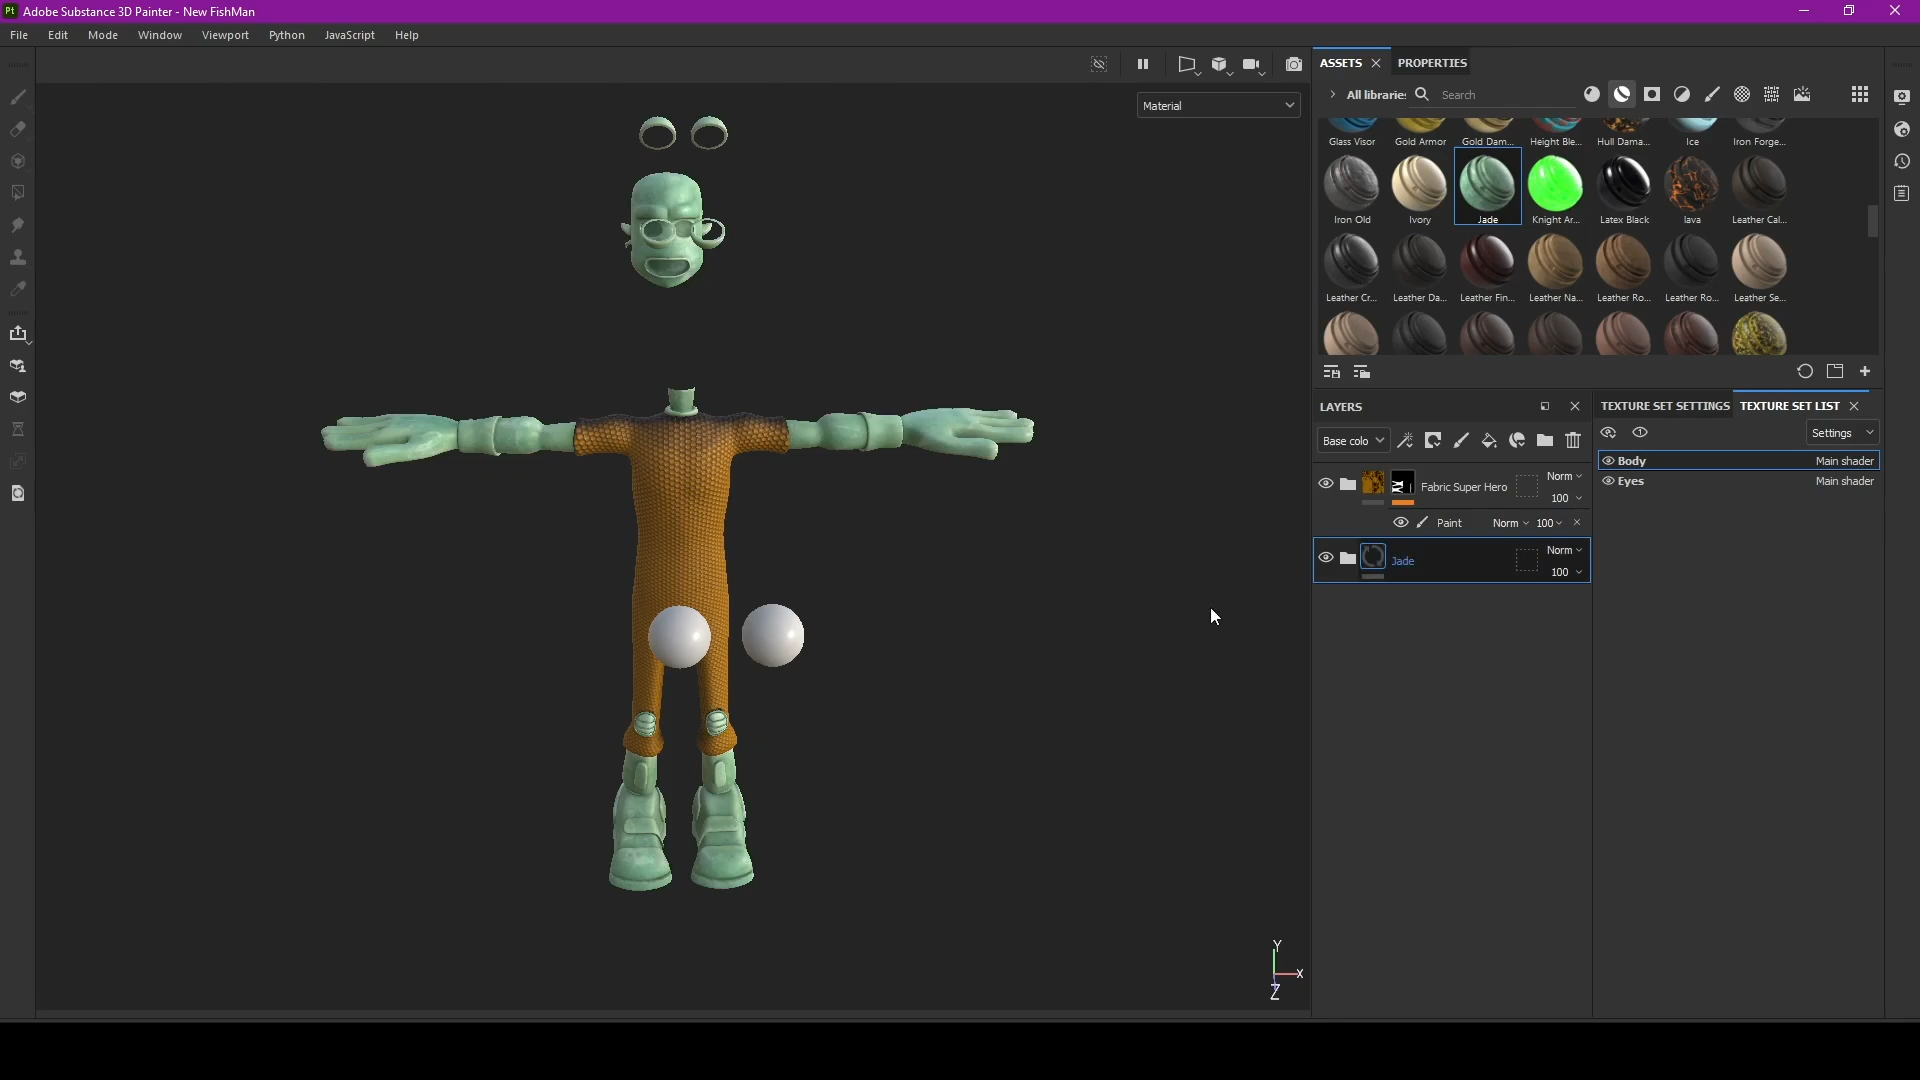 Pt Adobe Substance 3D Painter - New FishMan
File Edit Mode Window Viewport Python JavaScript Help
Material
ASSETS PROPERTIES
All libraries Search
Glass Visor Gold Armor Gold Dam... Height Ble... Hull Dama... Ice Iron Forge...
Iron Old Ivory Jade Knight Ar... Latex Black lava Leather Cal...
Leather Cr... Leather Da... Leather Fin... Leather Na... Leather Ro... Leather Ro... Leather Se...
LAYERS
Base colo
Fabric Super Hero Norm 100
Paint Norm 100
Jade Norm 100
TEXTURE SET SETTINGS TEXTURE SET LIST
Settings
Body Main shader
Eyes Main shader
Y
X
Z